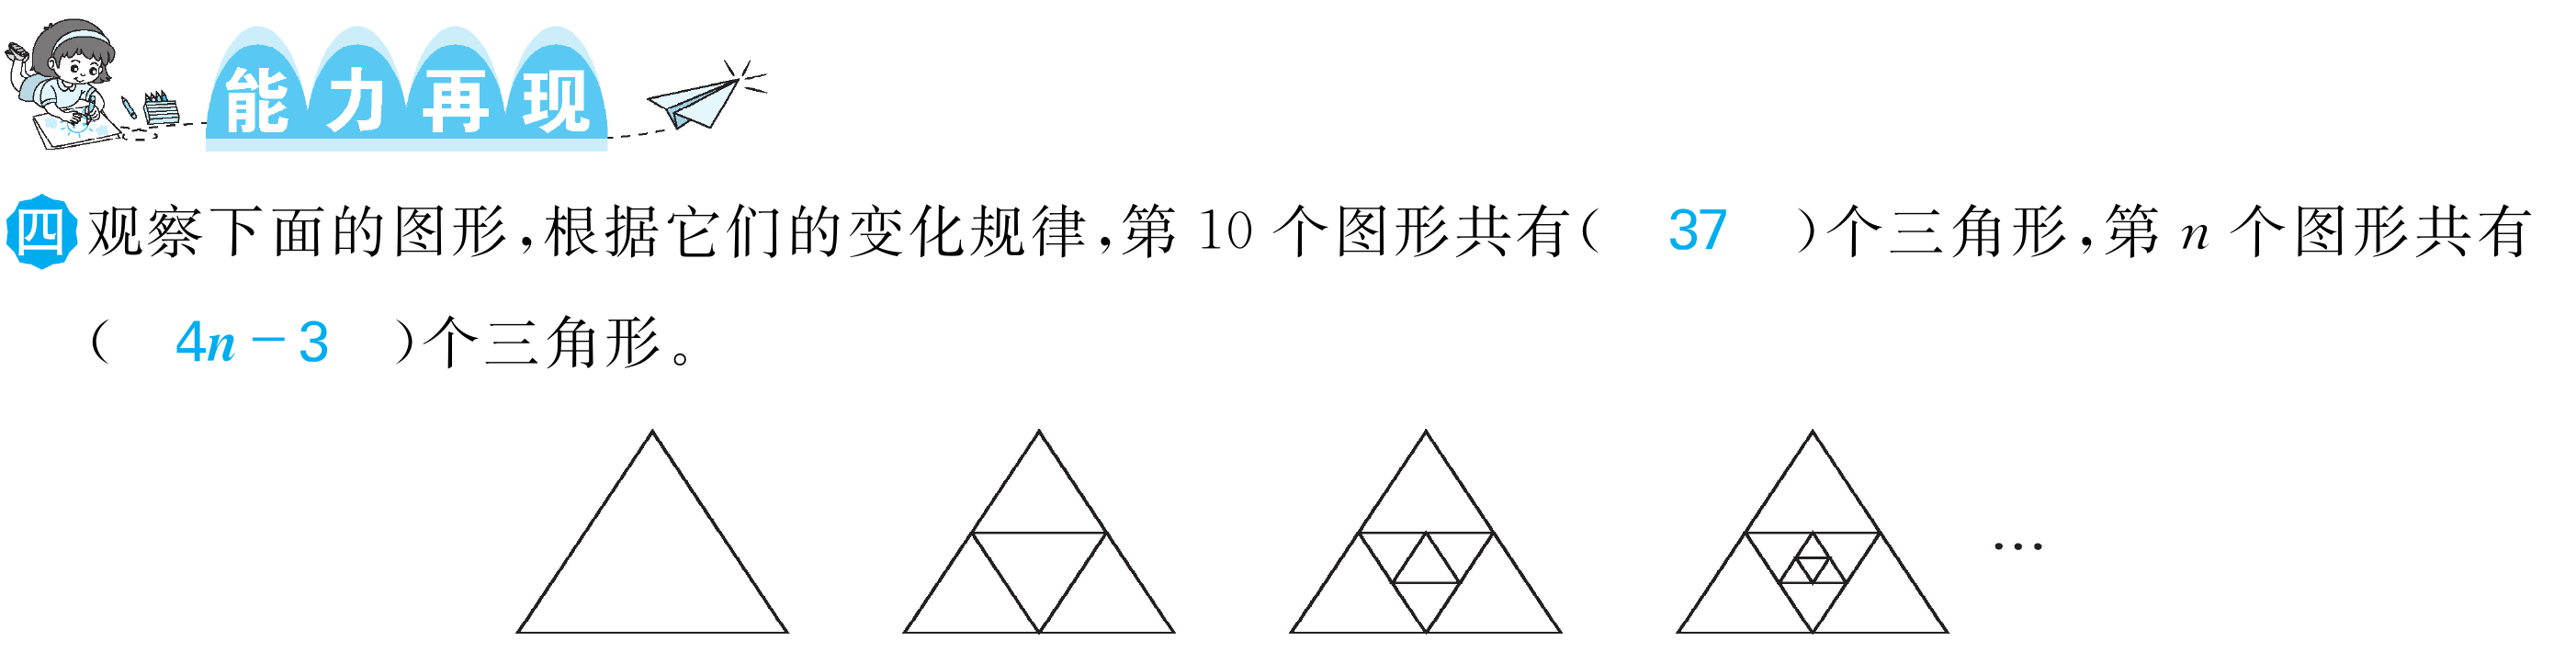 能力再现
四 观察下面的图形,根据它们的变化规律,第 10 个图形共有( 37 )个三角形,第 n 个图形共有
( 4n-3 )个三角形。
…